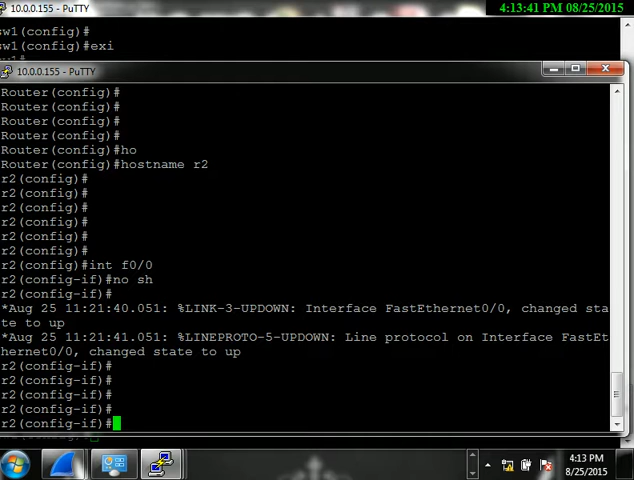 10.0.0.155 - PuTTY
4:13:41 PM 08/25/2015
sw1(config)#
sw1(config)#exi
10.0.0.155 - PuTTY
Router(config)#
Router(config)#
Router(config)#
Router(config)#
Router(config)#ho
Router(config)#hostname r2
r2(config)#
r2(config)#
r2(config)#
r2(config)#
r2(config)#
r2(config)#
r2(config)#int f0/0
r2(config-if)#no sh
r2(config-if)#
*Aug 25 11:21:40.051: %LINK-3-UPDOWN: Interface FastEthernet0/0, changed sta
te to up
*Aug 25 11:21:41.051: %LINEPROTO-5-UPDOWN: Line protocol on Interface FastEt
hernet0/0, changed state to up
r2(config-if)#
r2(config-if)#
r2(config-if)#
r2(config-if)#
r2(config-if)#
4:13 PM
8/25/2015